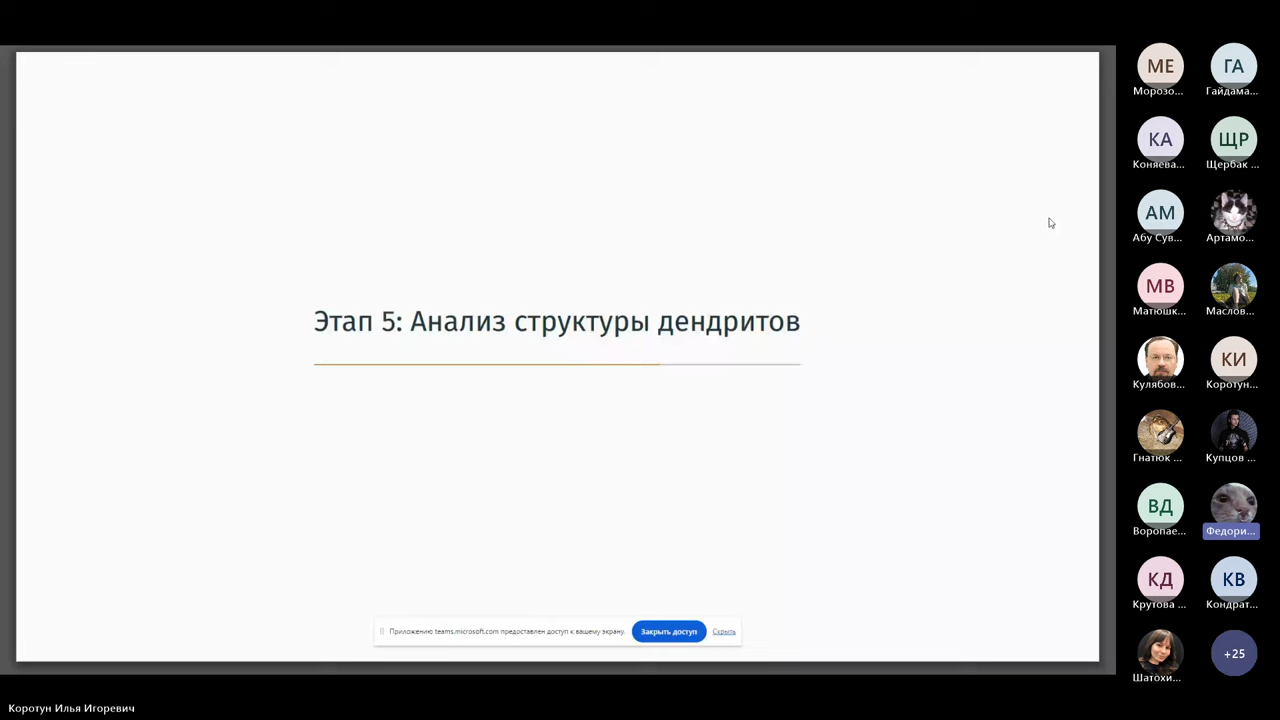 Этап 5: Анализ структуры дендритов
Приложению teams.microsoft.com предоставлен доступ к вашему экрану.
Закрыть доступ
Скрыть
МЕ
Морозо...
ГА
Гайдама...
КА
Коняева...
ЩР
Щербак ...
АМ
Абу Сув...
Артамо...
МВ
Матюшк...
Маслов...
Кулябов...
КИ
Коротун...
Гнатюк ...
Купцов ...
ВД
Воропае...
Федори...
КД
Крутова ...
КВ
Кондрат...
Шатохи...
+25
Коротун Илья Игоревич